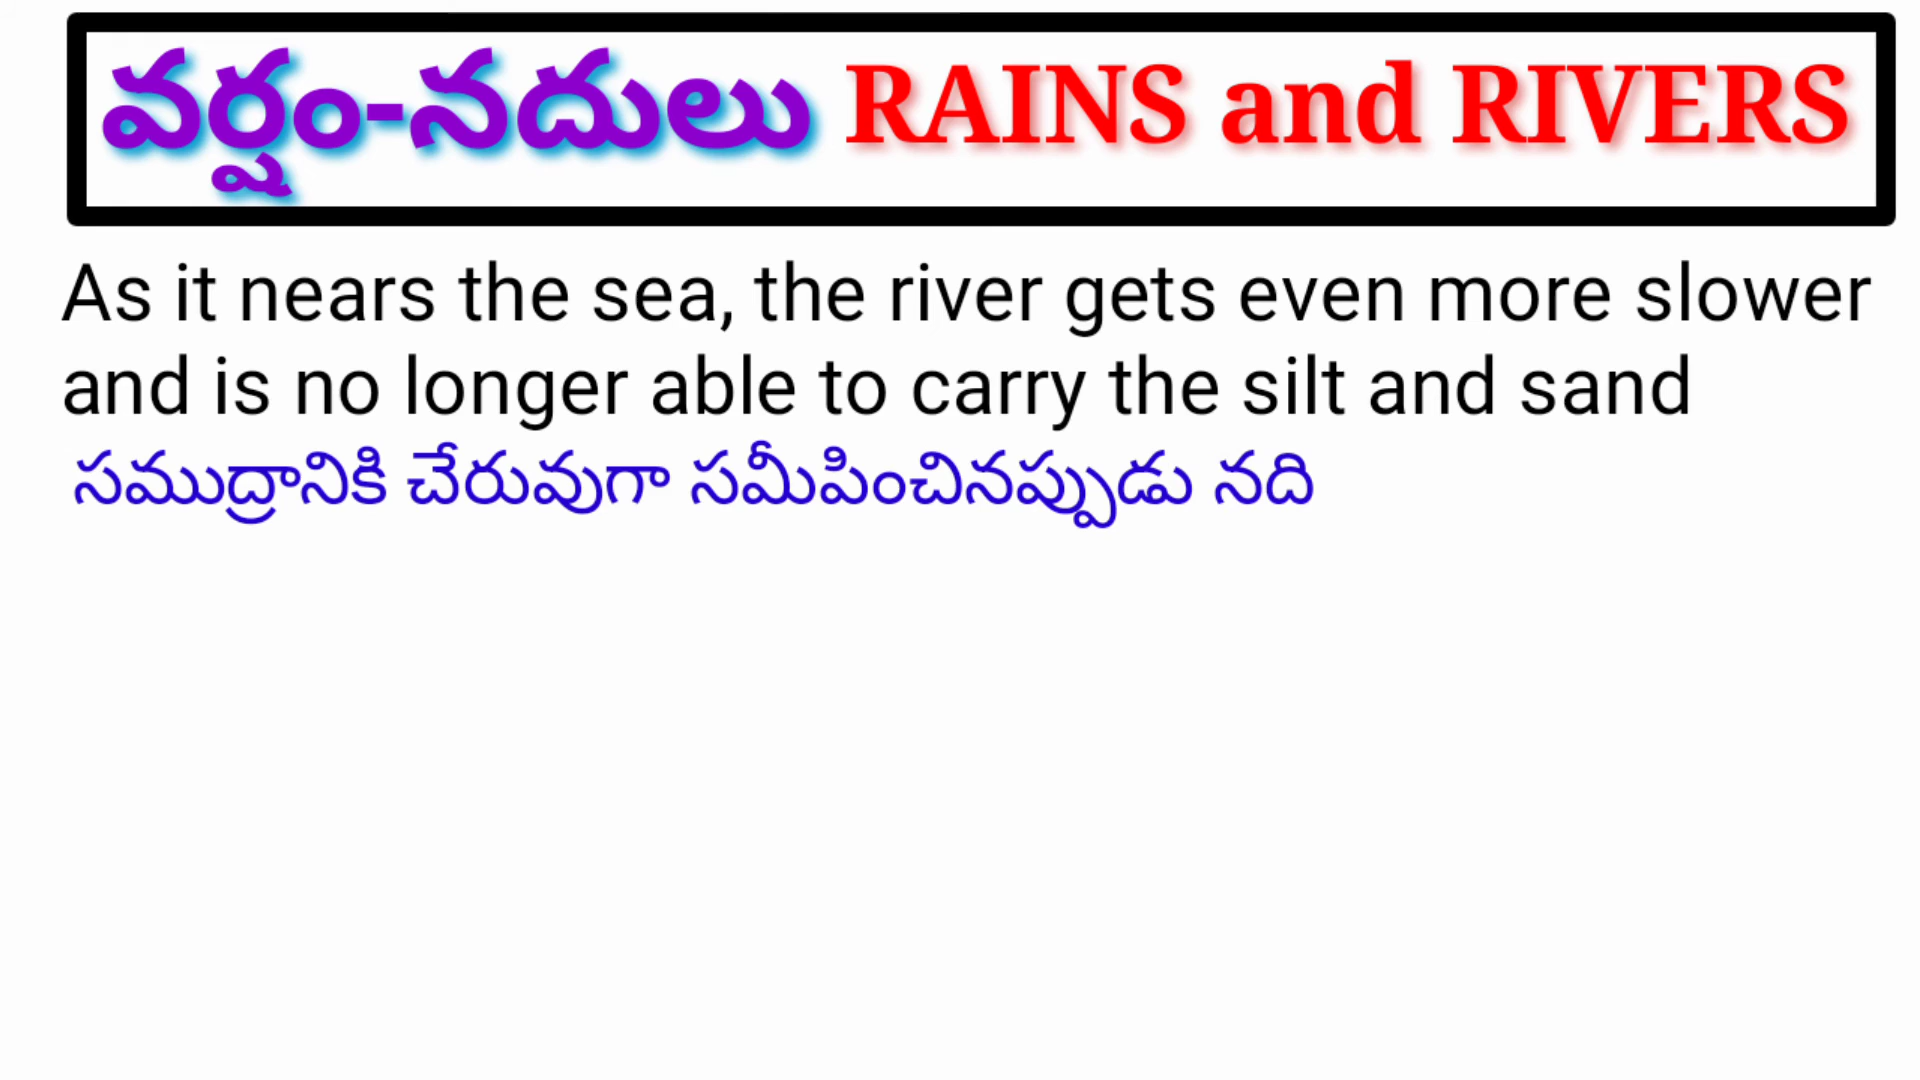 వర్షం-నదులు RAINS and RIVERS
As it nears the sea, the river gets even more slower
and is no longer able to carry the silt and sand
సముద్రానికి చేరువుగా సమీపించినప్పుడు నది